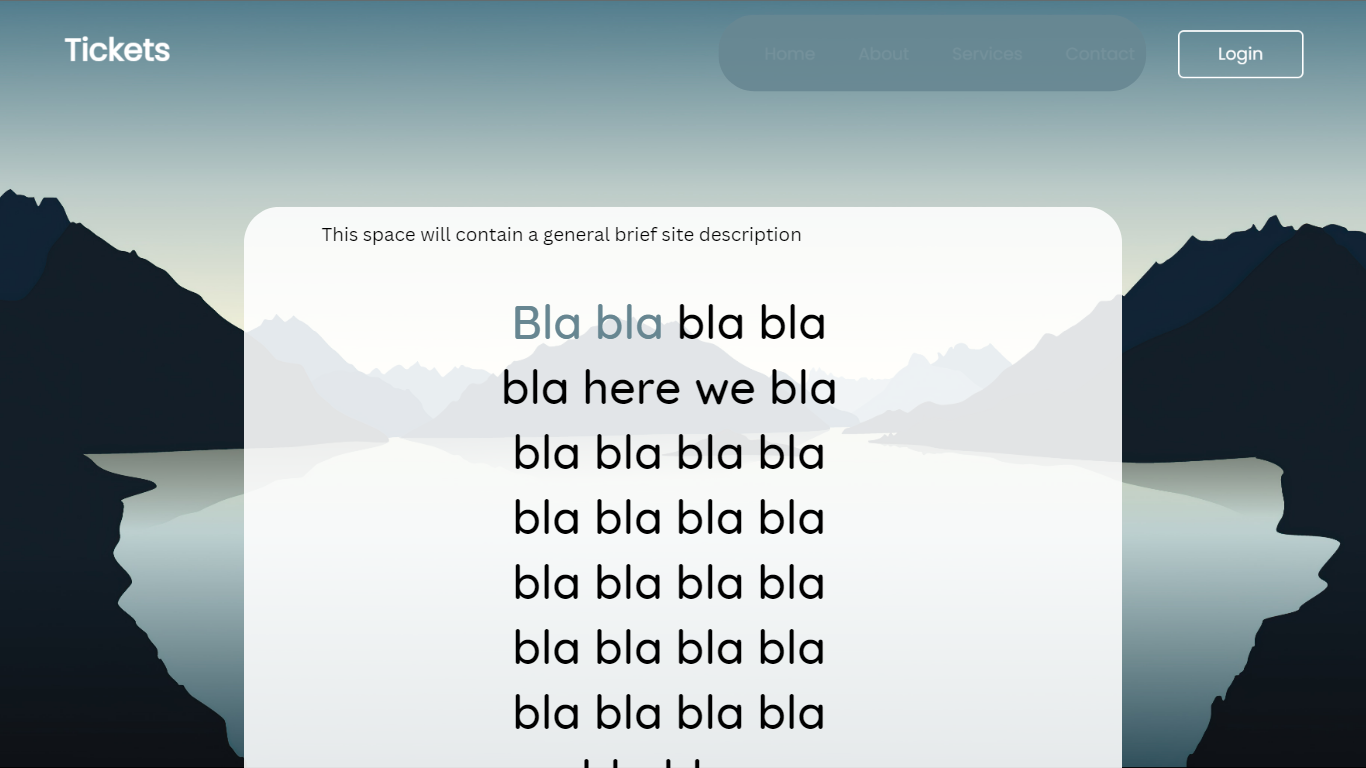 Tickets
Home About Services Contact
Login
This space will contain a general brief site description
Bla bla bla bla
bla here we bla
bla bla bla bla
bla bla bla bla
bla bla bla bla
bla bla bla bla
bla bla bla bla